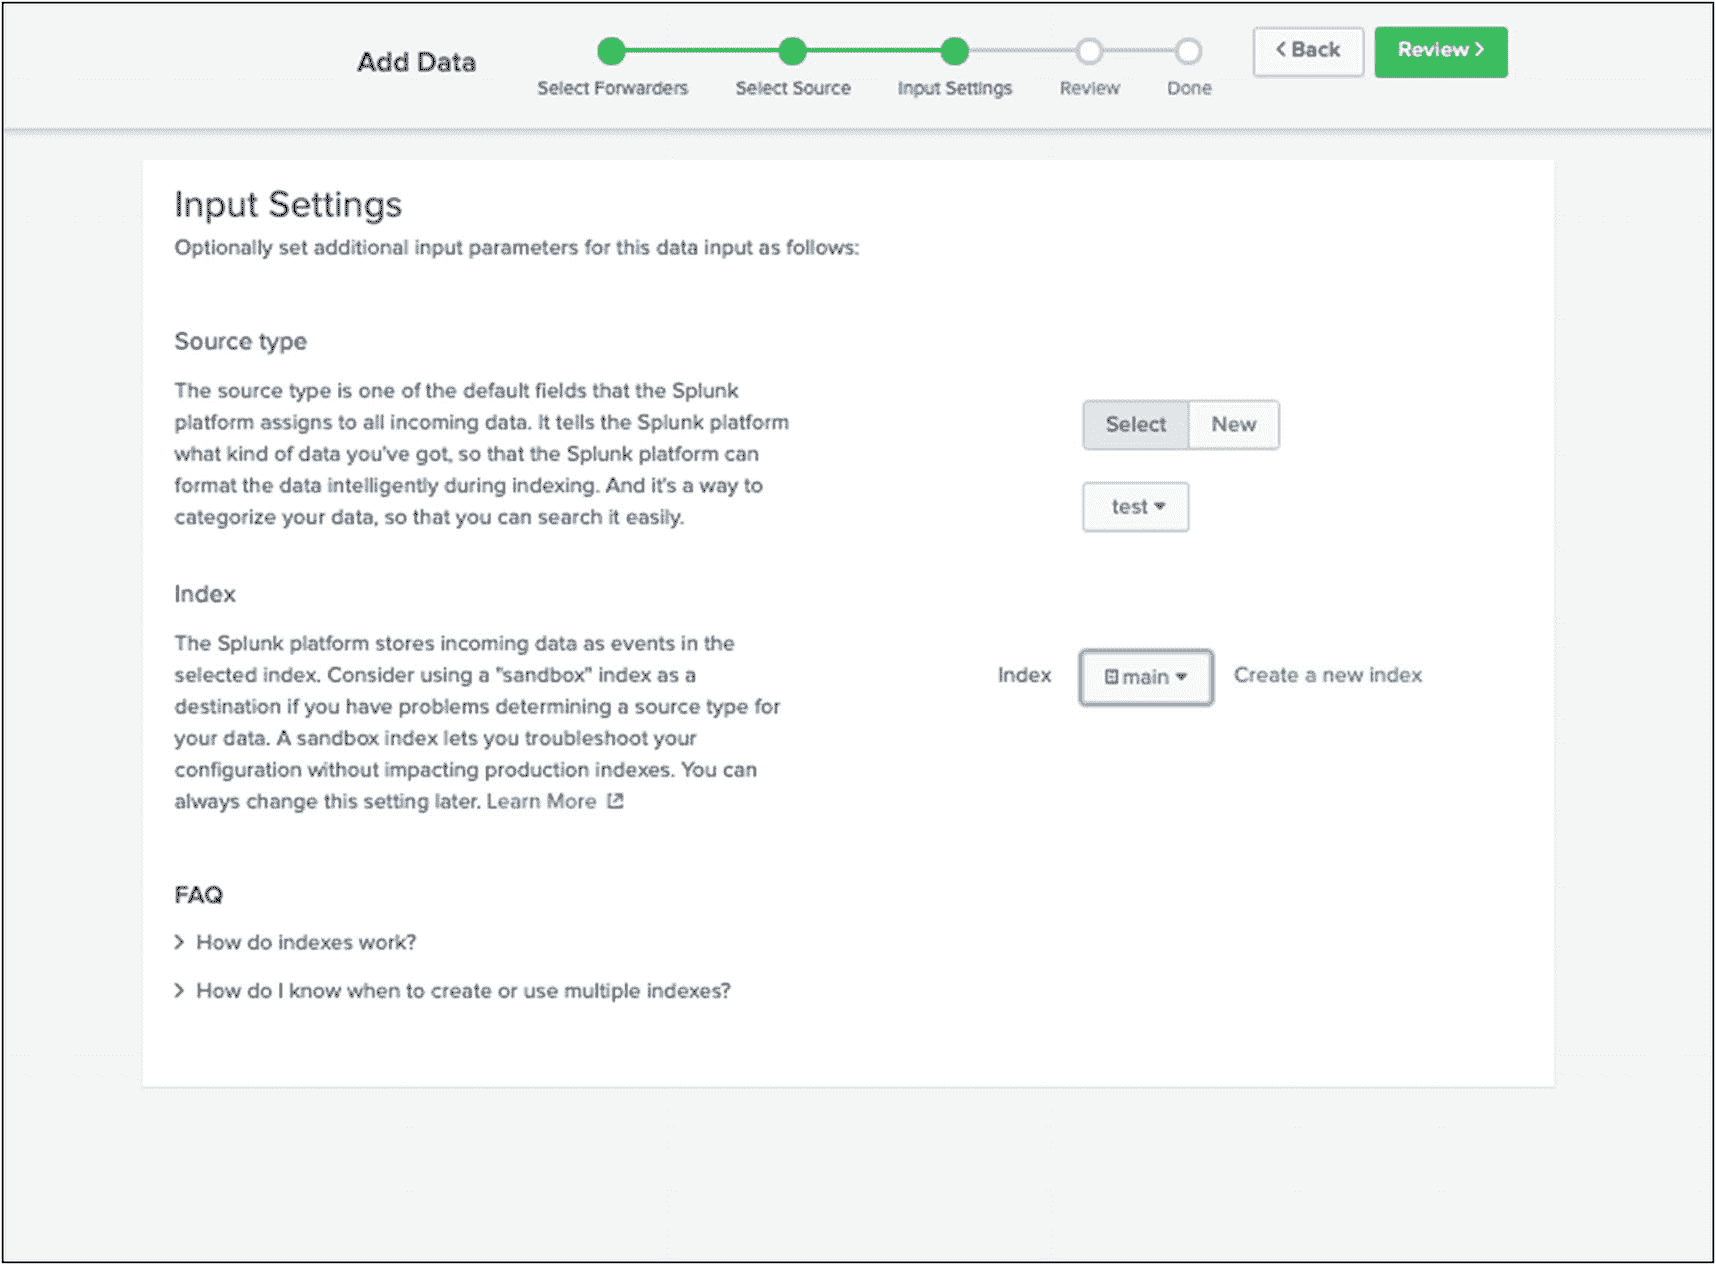 Add Data
Select Forwarders
Select Source
Input Settings
Review
Done
< Back
Review >
Input Settings
Optionally set additional input parameters for this data input as follows:
Source type
The source type is one of the default fields that the Splunk
platform assigns to all incoming data. It tells the Splunk platform
what kind of data you've got, so that the Splunk platform can
format the data intelligently during indexing. And it's a way to
categorize your data, so that you can search it easily.
Select
New
test
Index
The Splunk platform stores incoming data as events in the
selected index. Consider using a "sandbox" index as a
destination if you have problems determining a source type for
your data. A sandbox index lets you troubleshoot your
configuration without impacting production indexes. You can
always change this setting later. Learn More
Index
main
Create a new index
FAQ
> How do indexes work?
> How do I know when to create or use multiple indexes?